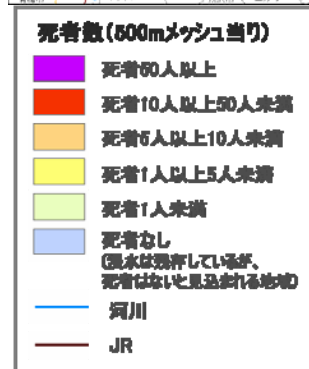 死者数（500mメッシュ当り）
死者50人以上
死者10人以上50人未満
死者5人以上10人未満
死者1人以上5人未満
死者1人未満
死者なし
（浸水は残存しているが、
死者はないと見込まれる地域）
河川
JR